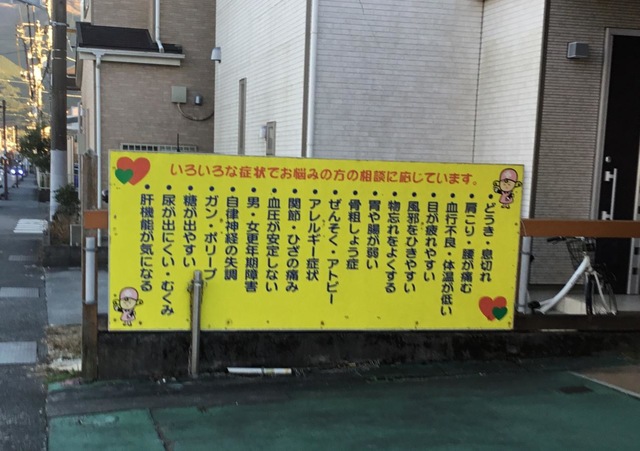 いろいろな症状でお悩みの方の相談に応じています。
・どうき・息切れ
・肩こり・腰が痛む
・血行不良・体温が低い
・目が疲れやすい
・風邪をひきやすい
・物忘れをよくする
・胃や腸が弱い
・骨粗しょう症
・ぜんそく・アトピー
・アレルギー症状
・関節・ひざの痛み
・血圧が安定しない
・男・女更年期障害
・自律神経の失調
・ガン・ポリープ
・糖が出やすい
・尿が出にくい・むくみ
・肝機能が気になる